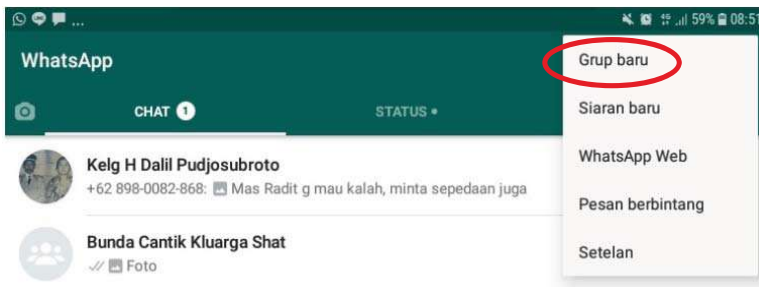 ... 59% 08:51
WhatsApp
CHAT 1
STATUS
Grup baru
Siaran baru
WhatsApp Web
Pesan berbintang
Setelan
Kelg H Dalil Pudjosubroto
+62 898-0082-868: Mas Radit g mau kalah, minta sepedaan juga
Bunda Cantik Kluarga Shat
Foto